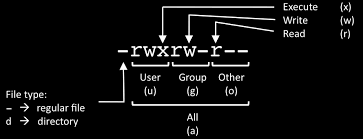 Execute (x)
Write (w)
Read (r)
-rwxrw-r--
User Group Other
(u) (g) (o)
All
(a)
File type:
– → regular file
d → directory